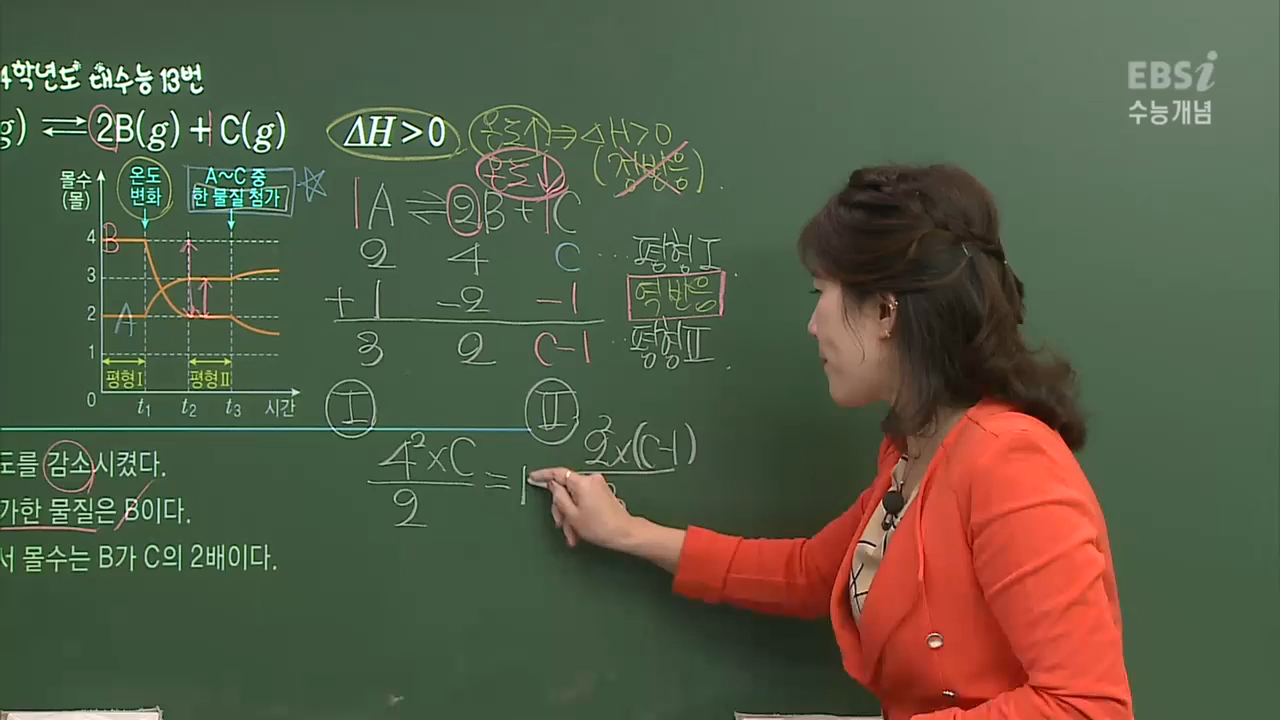 4학년도 대수능 13번
EBSi
수능개념
g) ⇌ 2B(g) + C(g)
ΔH > 0
온도↑ ⇒ ΔH>0
온도↓
(정반응)
몰수
(몰)
온도
변화
A~C 중
한 물질 첨가
1A ⇌ 2B + 1C
4
B
3
2
A
1
0
평형Ⅰ
평형Ⅱ
t₁
t₂
t₃
시간
2 4 C … 평형Ⅰ
+1 -2 -1 역반응
3 2 C-1 평형Ⅱ
Ⅰ
Ⅱ
4²×C
2
= 1
2²×(C-1)
도를 감소시켰다.
가한 물질은 B이다.
서 몰수는 B가 C의 2배이다.